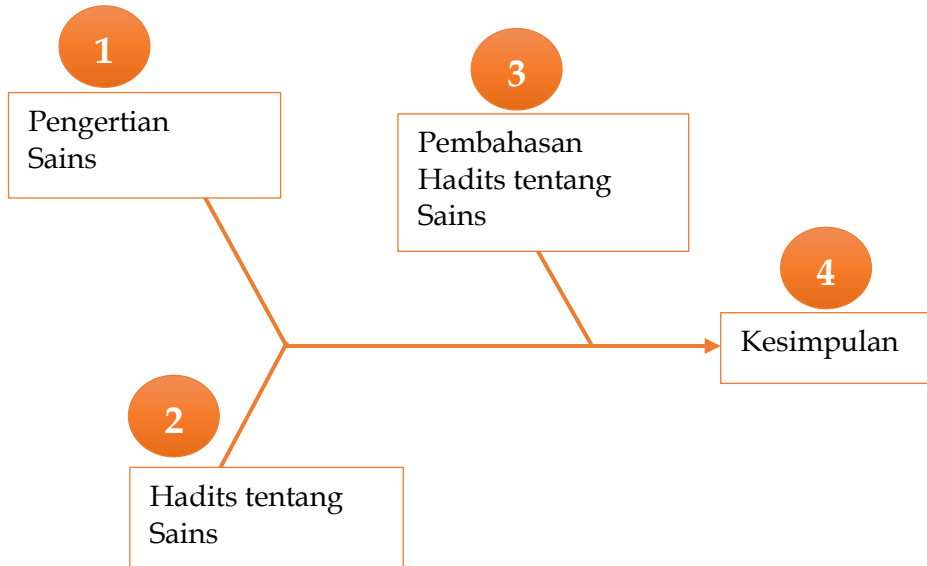 1
Pengertian
Sains
2
Hadits tentang
Sains
3
Pembahasan
Hadits tentang
Sains
4
Kesimpulan